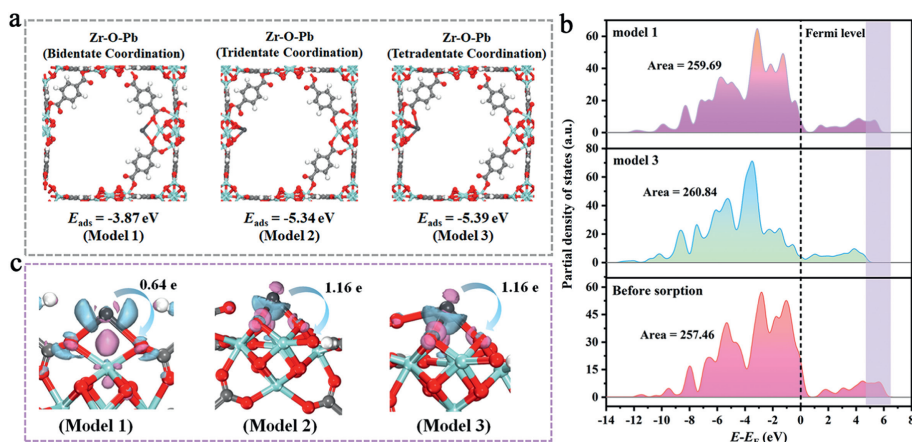 a
Zr-O-Pb
(Bidentate Coordination)
Zr-O-Pb
(Tridentate Coordination)
Zr-O-Pb
(Tetradentate Coordination)
Eads = -3.87 eV
(Model 1)
Eads = -5.34 eV
(Model 2)
Eads = -5.39 eV
(Model 3)
c
0.64 e
1.16 e
1.16 e
(Model 1)
(Model 2)
(Model 3)
b
Partial density of states (a.u.)
model 1
Fermi level
Area = 259.69
60
40
20
0
model 3
Area = 260.84
80
60
40
20
0
Before sorption
Area = 257.46
60
45
30
15
0
-14 -12 -10 -8 -6 -4 -2 0 2 4 6 8
E-EF (eV)